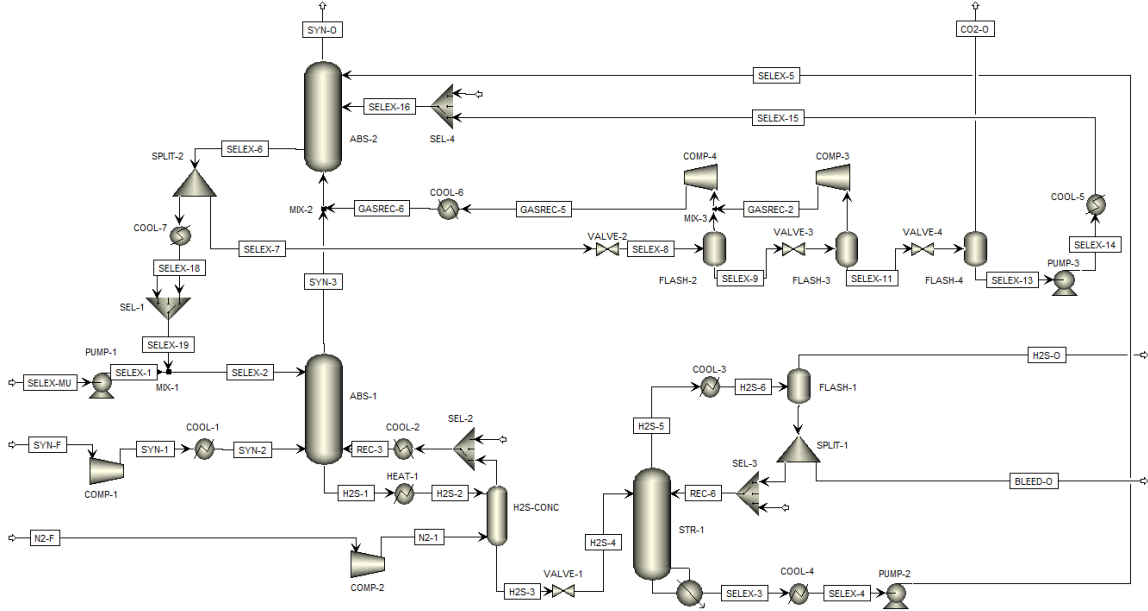 SYN-O
CO2-O
SELEX-5
SELEX-16
SELEX-15
SEL-4
ABS-2
SELEX-6
SPLIT-2
COMP-4
COMP-3
COOL-6
COOL-5
GASREC-6
GASREC-5
GASREC-2
MIX-2
MIX-3
COOL-7
VALVE-2
VALVE-3
VALVE-4
SELEX-7
SELEX-8
SELEX-14
PUMP-3
SELEX-18
FLASH-2
SELEX-9
FLASH-3
SELEX-11
FLASH-4
SELEX-13
SYN-3
SEL-1
SELEX-19
PUMP-1
SELEX-MU
SELEX-1
SELEX-2
MIX-1
H2S-O
COOL-3
H2S-6
FLASH-1
ABS-1
H2S-5
COOL-1
COOL-2
SEL-2
SPLIT-1
SYN-F
SYN-1
SYN-2
REC-3
SEL-3
HEAT-1
COMP-1
H2S-1
H2S-2
REC-6
BLEED-O
H2S-CONC
STR-1
N2-F
N2-1
H2S-4
VALVE-1
COOL-4
PUMP-2
COMP-2
H2S-3
SELEX-3
SELEX-4